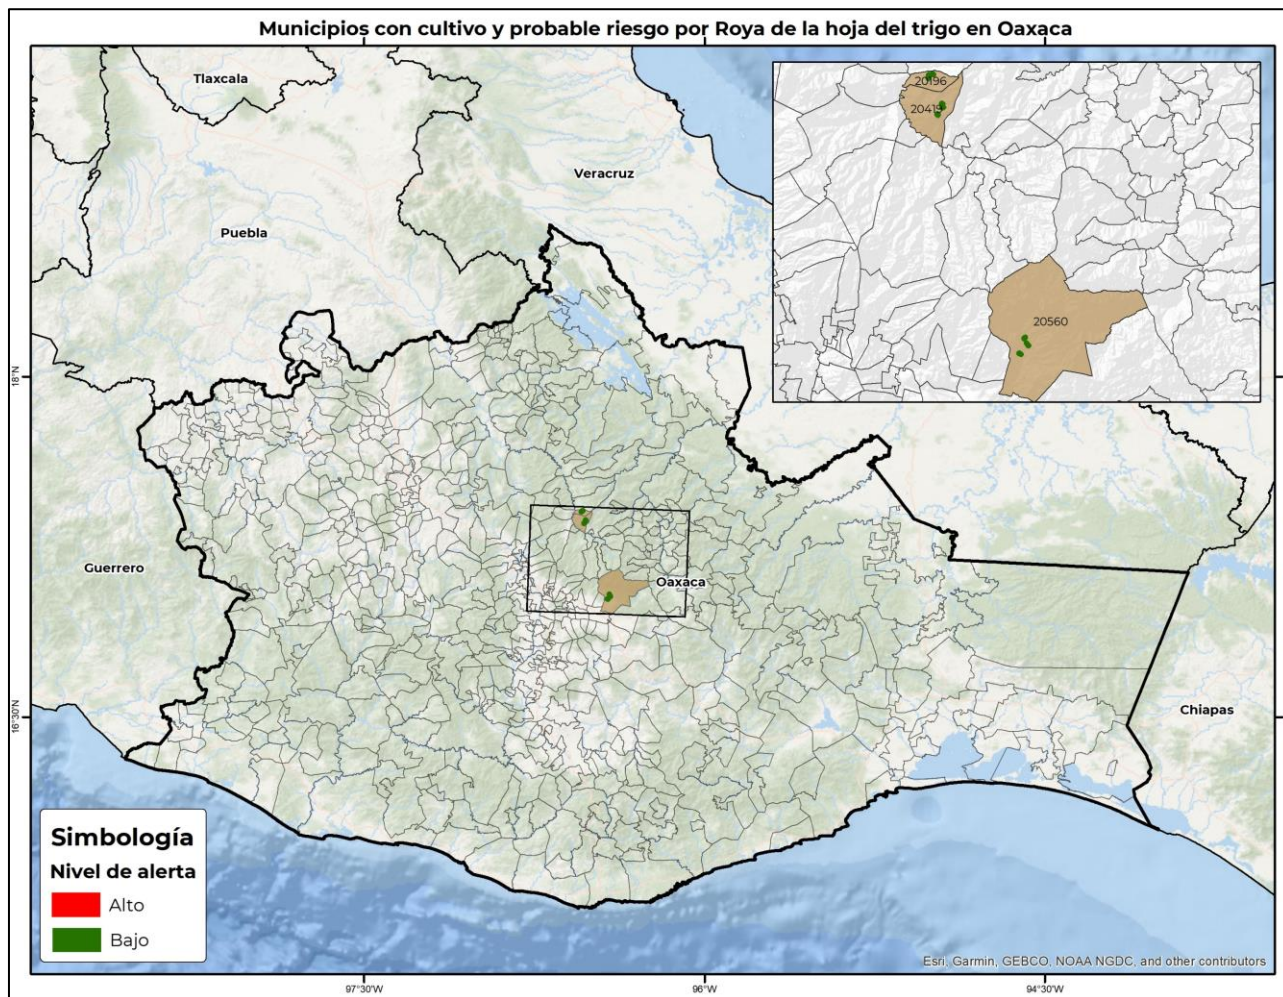 Municipios con cultivo y probable riesgo por Roya de la hoja del trigo en Oaxaca
Tlaxcala
Veracruz
Puebla
Guerrero
Oaxaca
Chiapas
20196
20419
20560
18°N
16°30'N
97°30'W
96°W
94°30'W
Simbología
Nivel de alerta
Alto
Bajo
Esri, Garmin, GEBCO, NOAA NGDC, and other contributors